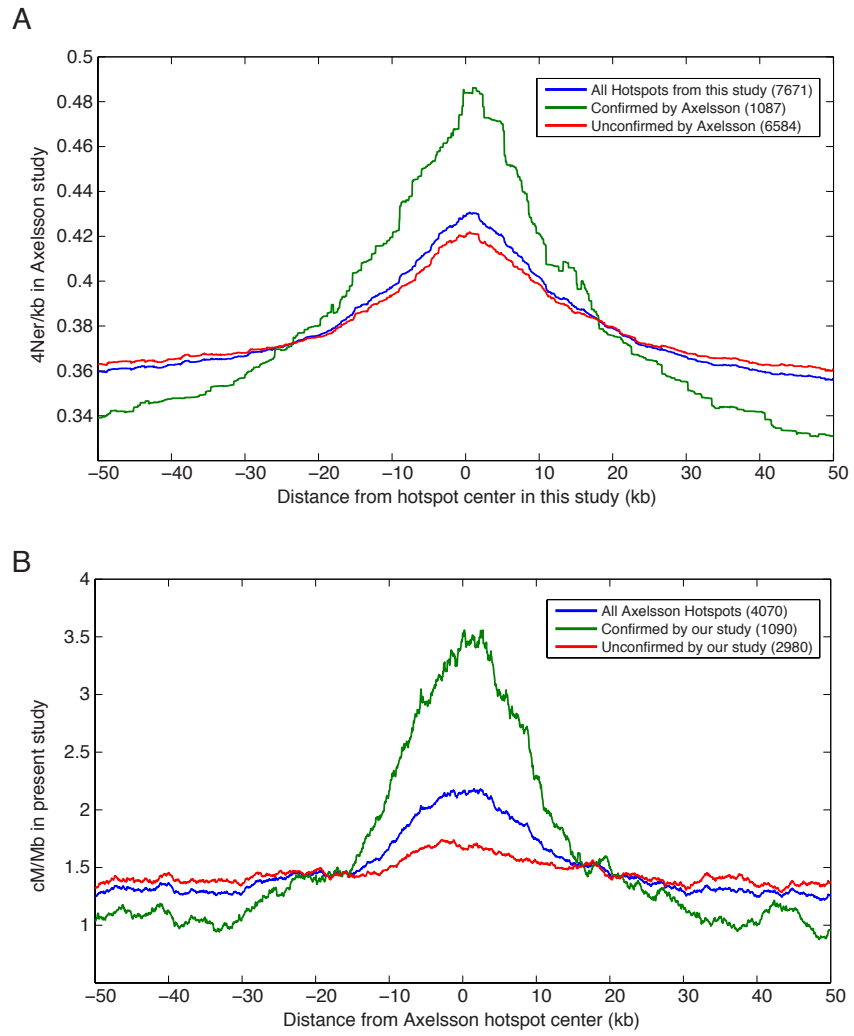 A
0.5
0.48
0.46
0.44
0.42
0.4
0.38
0.36
0.34
4Ner/kb in Axelsson study
All Hotspots from this study (7671)
Confirmed by Axelsson (1087)
Unconfirmed by Axelsson (6584)
−50 −40 −30 −20 −10 0 10 20 30 40 50
Distance from hotspot center in this study (kb)
B
4
3.5
3
2.5
2
1.5
1
cM/Mb in present study
All Axelsson Hotspots (4070)
Confirmed by our study (1090)
Unconfirmed by our study (2980)
−50 −40 −30 −20 −10 0 10 20 30 40 50
Distance from Axelsson hotspot center (kb)